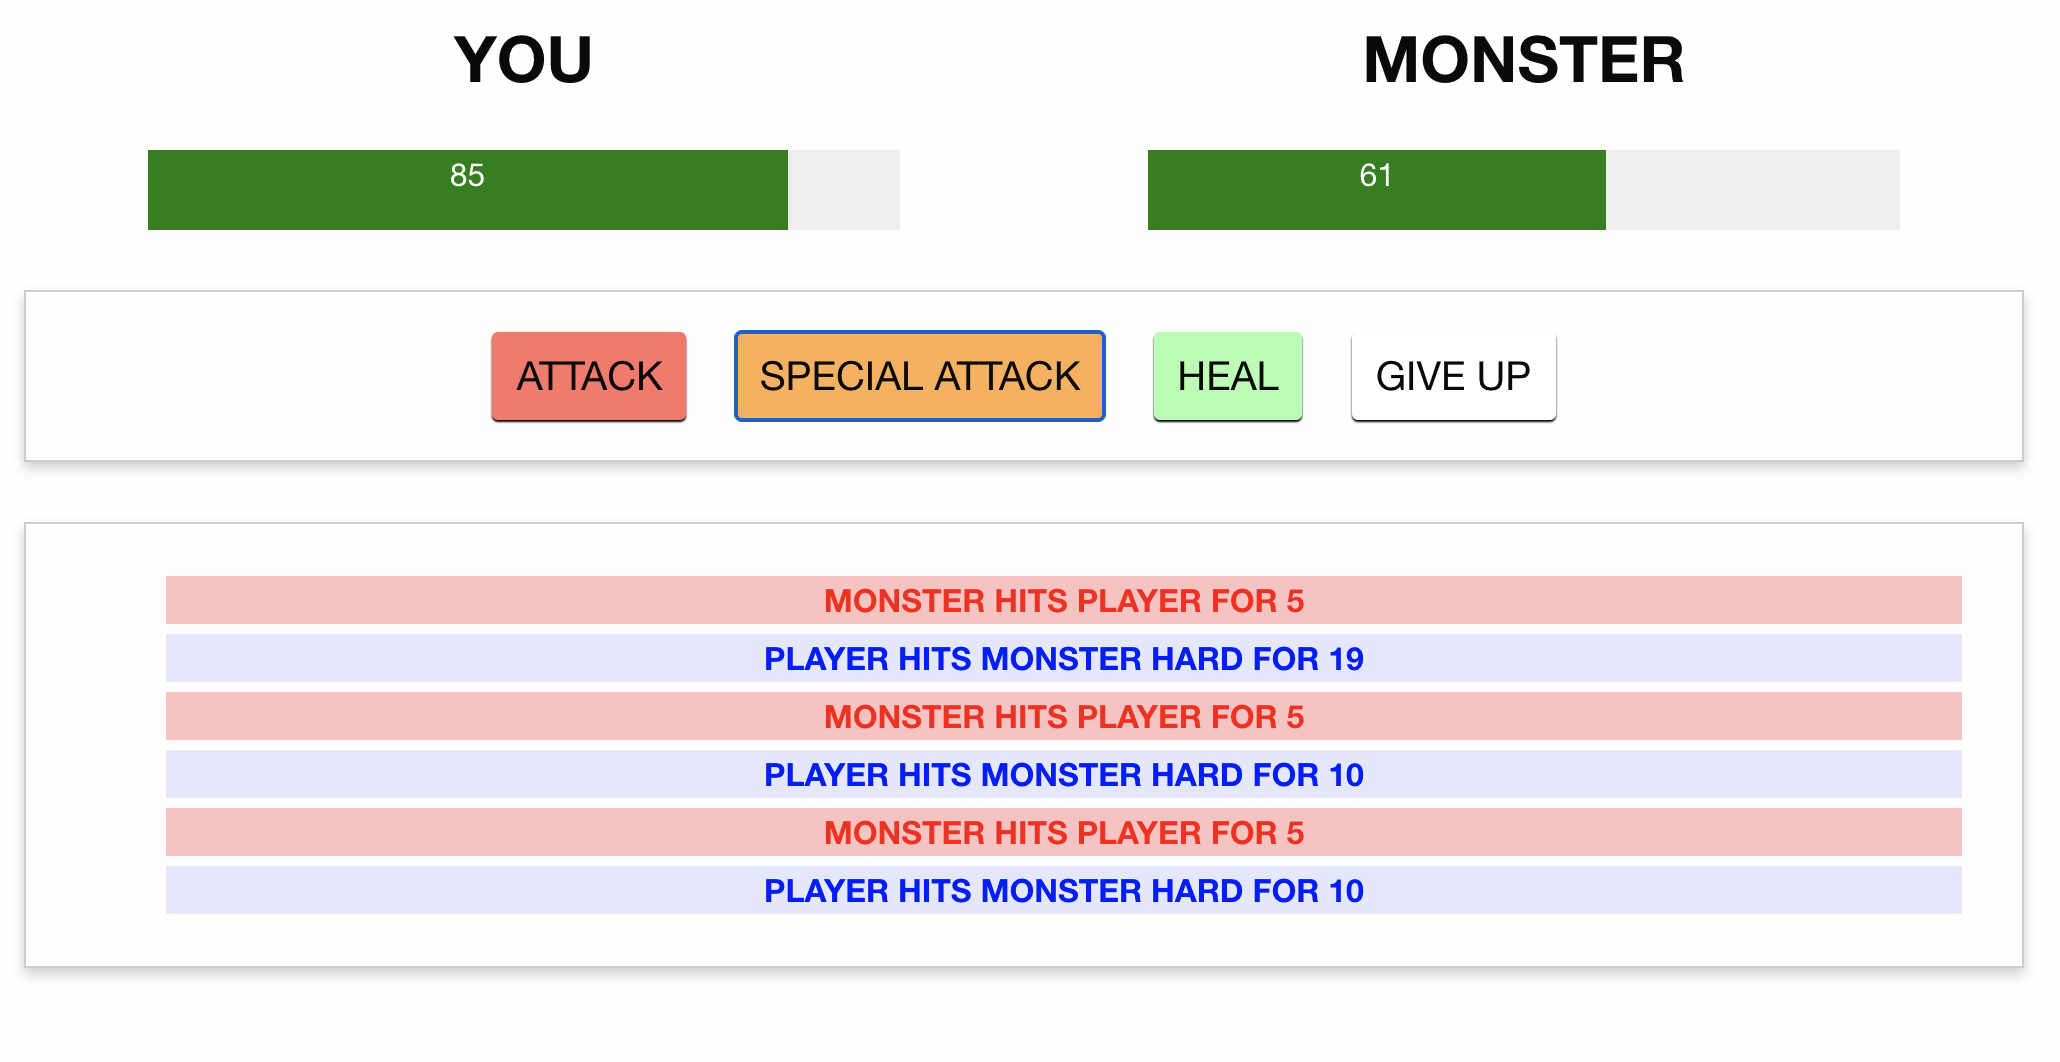 YOU MONSTER
85 61
ATTACK SPECIAL ATTACK HEAL GIVE UP
MONSTER HITS PLAYER FOR 5
PLAYER HITS MONSTER HARD FOR 19
MONSTER HITS PLAYER FOR 5
PLAYER HITS MONSTER HARD FOR 10
MONSTER HITS PLAYER FOR 5
PLAYER HITS MONSTER HARD FOR 10